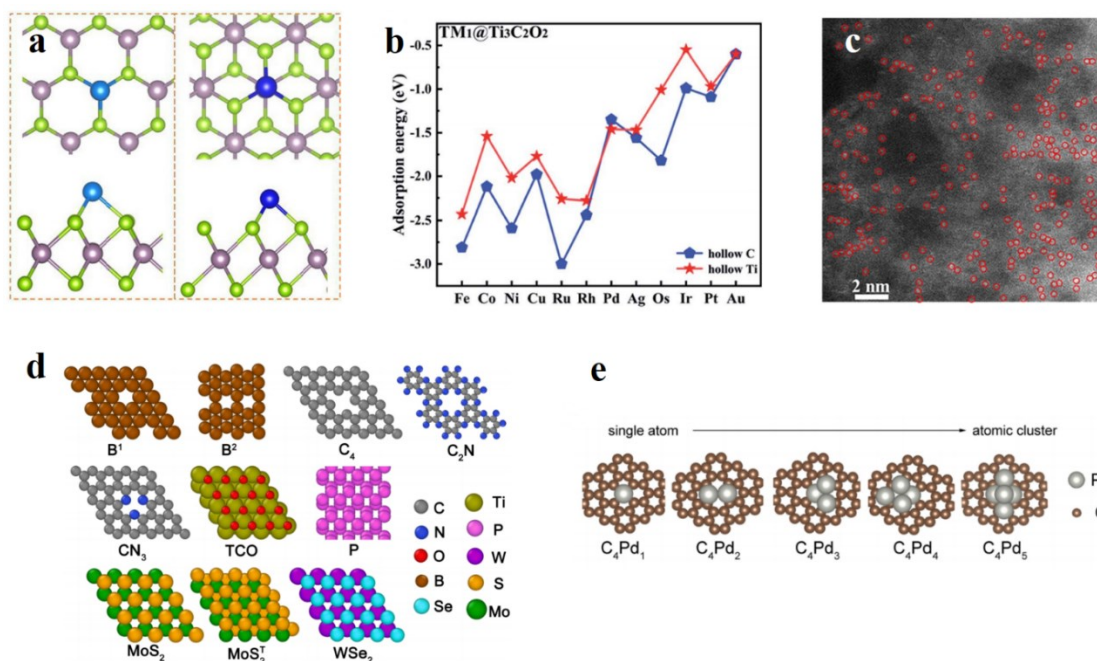 a
b
TM₁@Ti₃C₂O₂
Adsorption energy (eV)
-0.5
-1.0
-1.5
-2.0
-2.5
-3.0
hollow C
hollow Ti
Fe Co Ni Cu Ru Rh Pd Ag Os Ir Pt Au
c
2 nm
d
B¹ B² C₄ C₂N
CN₃ TCO P
MoS₂ MoS₂ᵀ WSe₂
C
N
O
B
Se
Ti
P
W
S
Mo
e
single atom
atomic cluster
C₄Pd₁ C₄Pd₂ C₄Pd₃ C₄Pd₄ C₄Pd₅